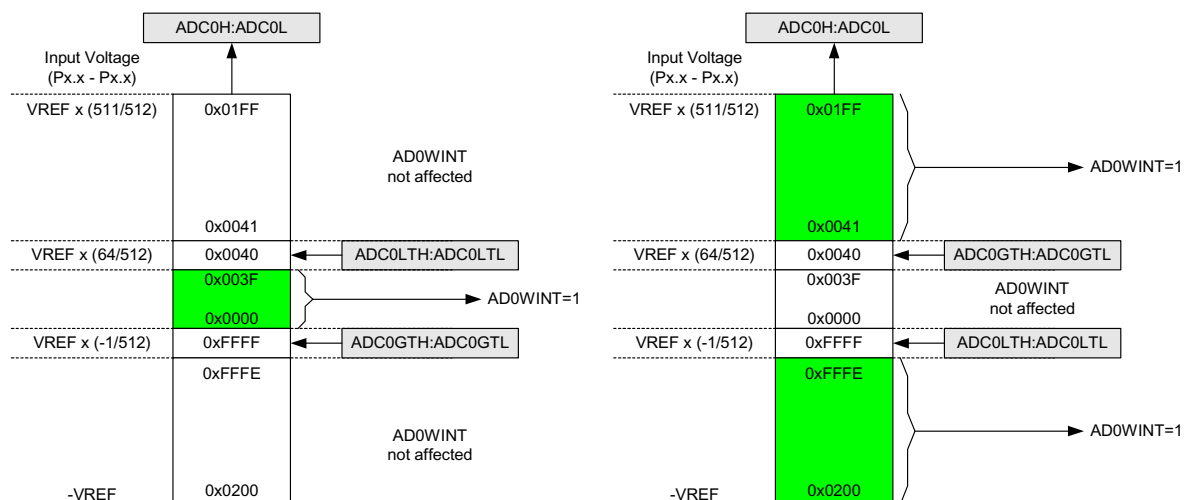 ADC0H:ADC0L
Input Voltage
(Px.x - Px.x)
VREF x (511/512)
0x01FF
AD0WINT
not affected
0x0041
VREF x (64/512)
0x0040
ADC0LTH:ADC0LTL
0x003F
AD0WINT=1
0x0000
VREF x (-1/512)
0xFFFF
ADC0GTH:ADC0GTL
0xFFFE
AD0WINT
not affected
-VREF
0x0200
ADC0H:ADC0L
Input Voltage
(Px.x - Px.x)
VREF x (511/512)
0x01FF
AD0WINT=1
0x0041
VREF x (64/512)
0x0040
ADC0GTH:ADC0GTL
0x003F
AD0WINT
not affected
0x0000
VREF x (-1/512)
0xFFFF
ADC0LTH:ADC0LTL
0xFFFE
AD0WINT=1
-VREF
0x0200